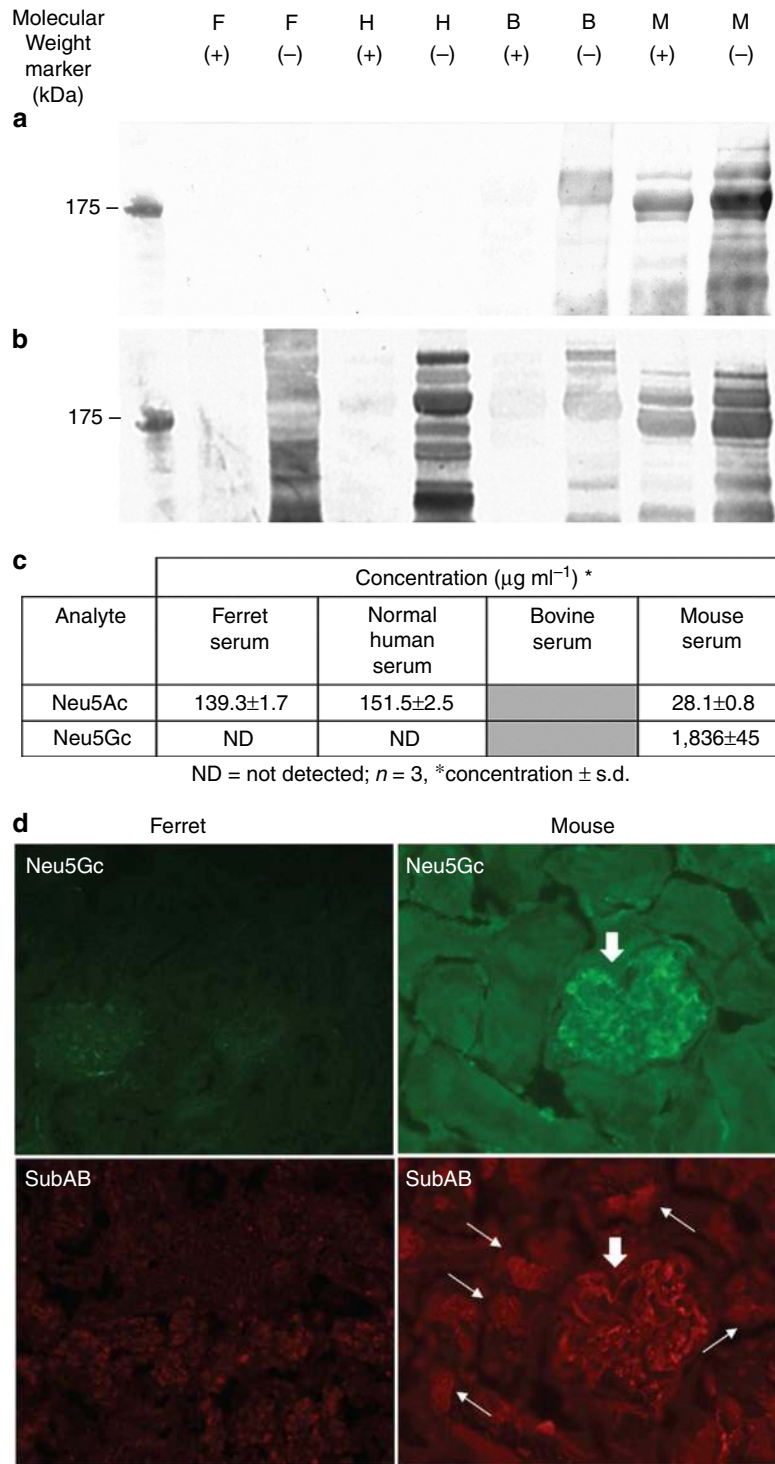 Molecular Weight marker (kDa)
F F H H B B M M
(+) (–) (+) (–) (+) (–) (+) (–)
a
175 –
b
175 –
c
Concentration (µg ml⁻¹) *
Analyte
Ferret serum
Normal human serum
Bovine serum
Mouse serum
Neu5Ac 139.3±1.7 151.5±2.5 28.1±0.8
Neu5Gc ND ND 1,836±45
ND = not detected; n = 3, *concentration ± s.d.
d
Ferret Mouse
Neu5Gc Neu5Gc
SubAB SubAB